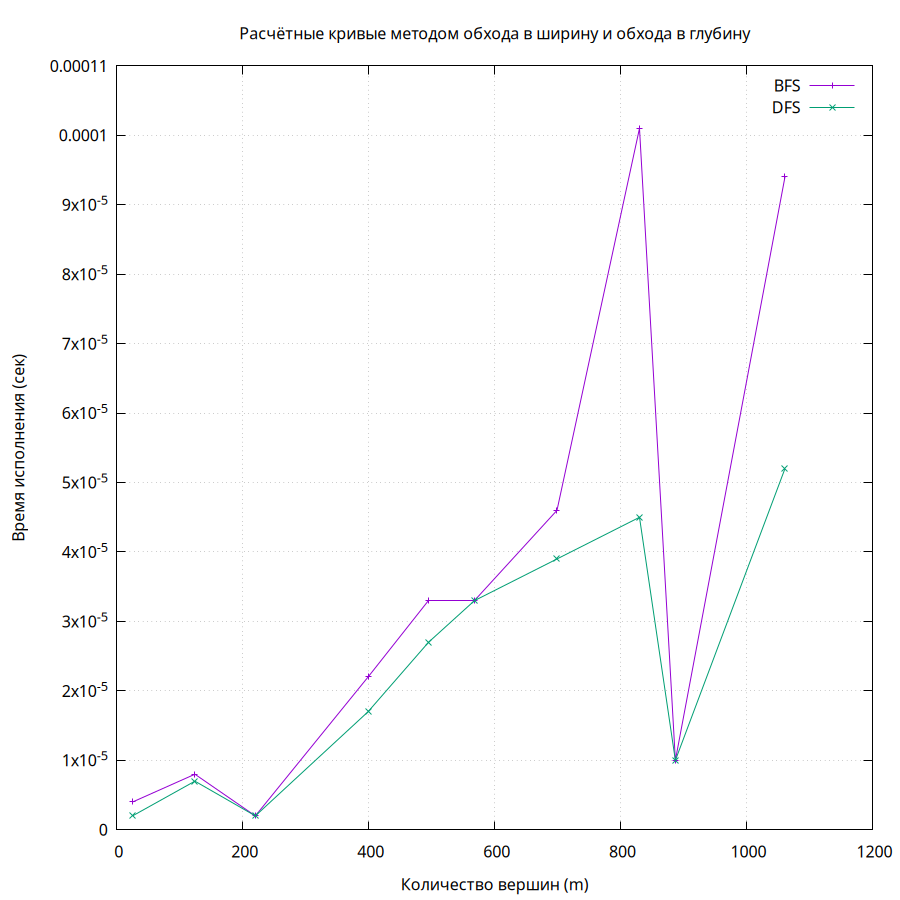 Расчётные кривые методом обхода в ширину и обхода в глубину
0.00011
BFS
DFS
0.0001
9x10⁻⁵
8x10⁻⁵
7x10⁻⁵
6x10⁻⁵
5x10⁻⁵
4x10⁻⁵
3x10⁻⁵
2x10⁻⁵
1x10⁻⁵
0
Время исполнения (сек)
0 200 400 600 800 1000 1200
Количество вершин (m)